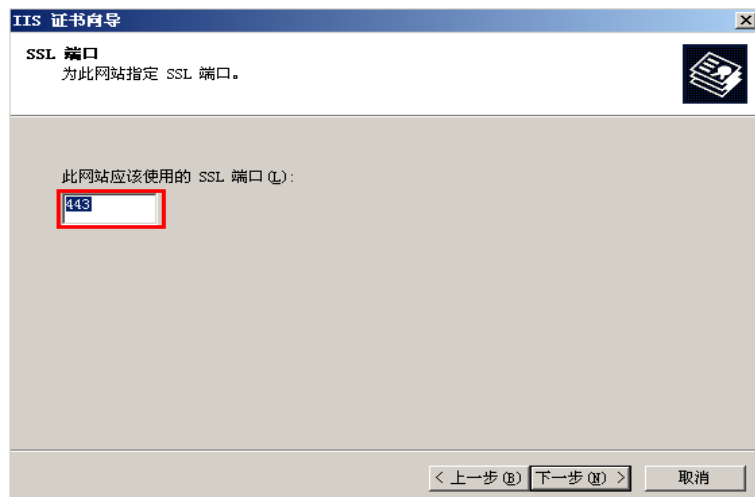 IIS 证书向导
SSL 端口
为此网站指定 SSL 端口。
此网站应该使用的 SSL 端口(L):
443
< 上一步(B) 下一步(N) > 取消